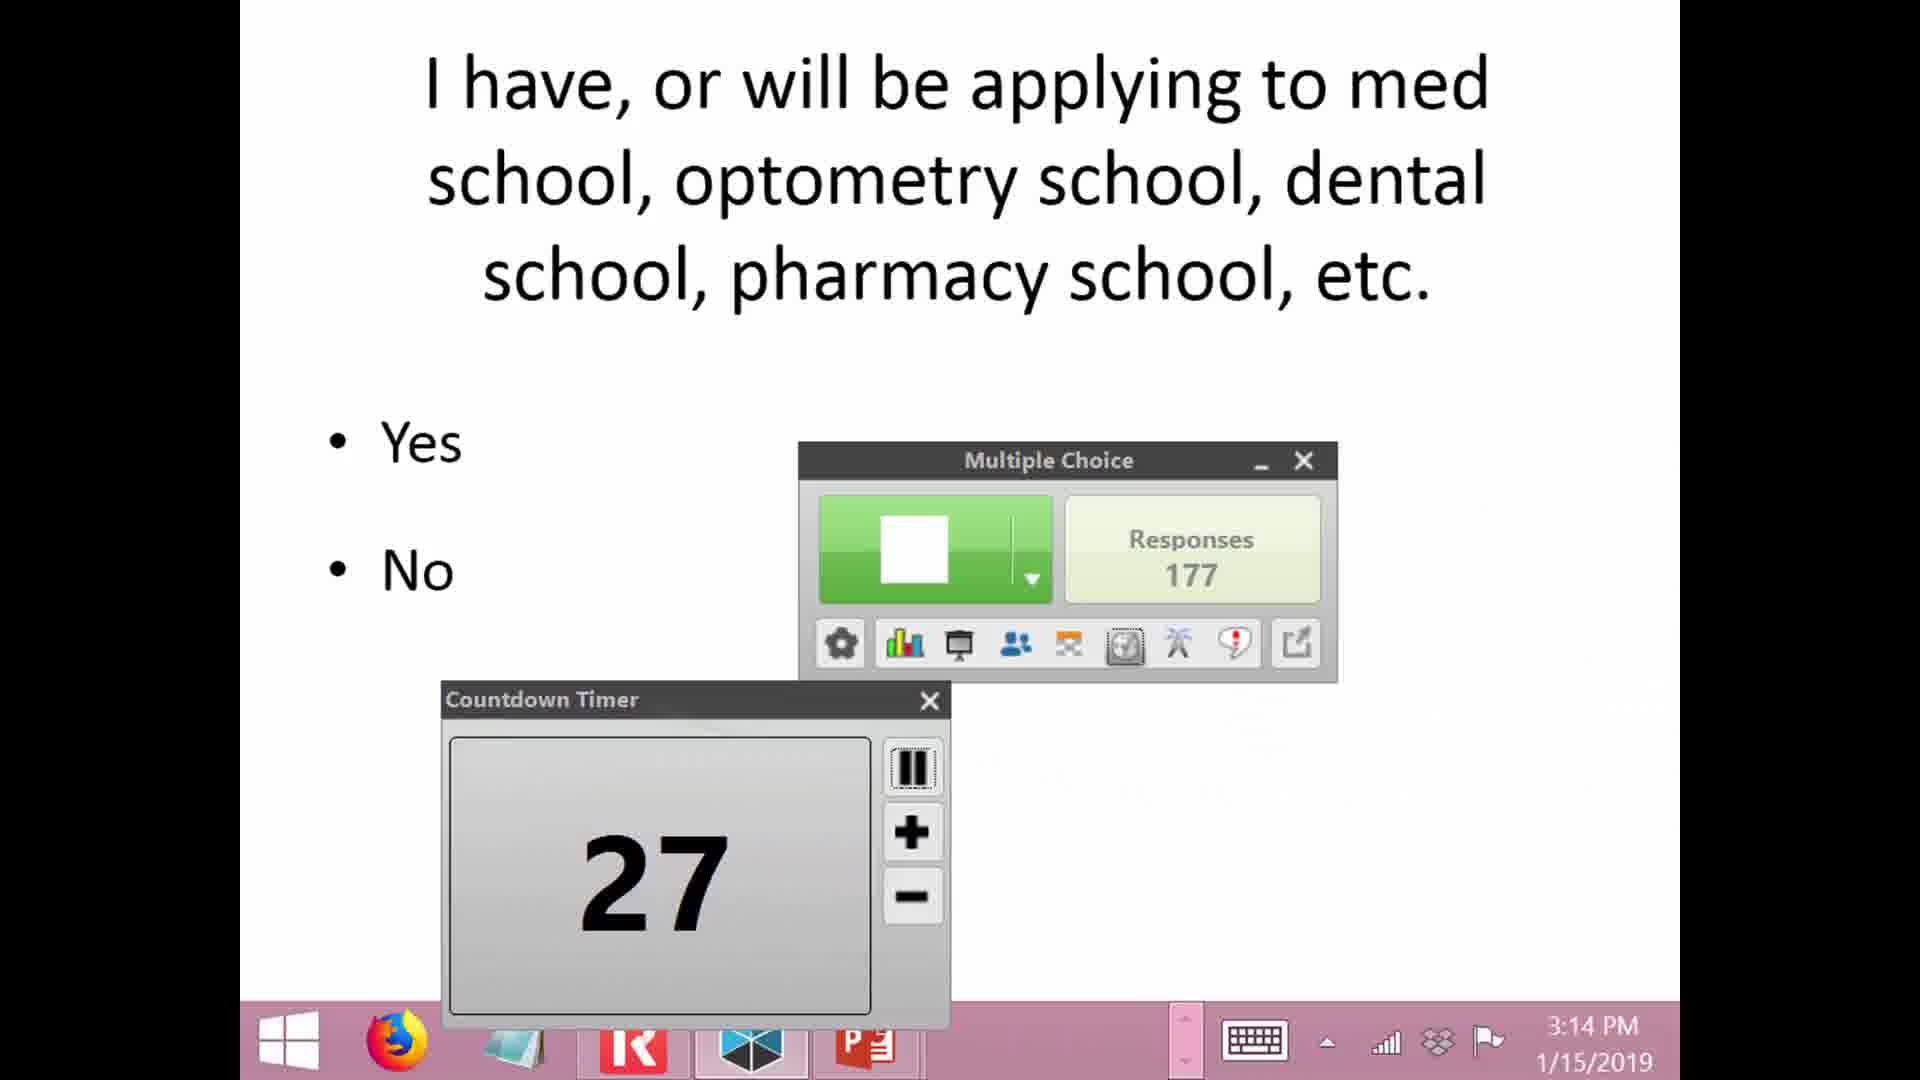 I have, or will be applying to med
school, optometry school, dental
school, pharmacy school, etc.
• Yes
• No
Multiple Choice
Responses
177
Countdown Timer
27
3:14 PM
1/15/2019